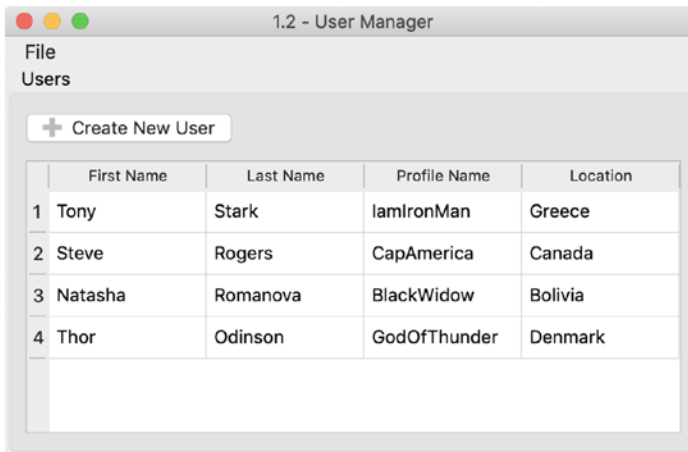 1.2 - User Manager
File
Users
Create New User
First Name Last Name Profile Name Location
1 Tony Stark IamIronMan Greece
2 Steve Rogers CapAmerica Canada
3 Natasha Romanova BlackWidow Bolivia
4 Thor Odinson GodOfThunder Denmark